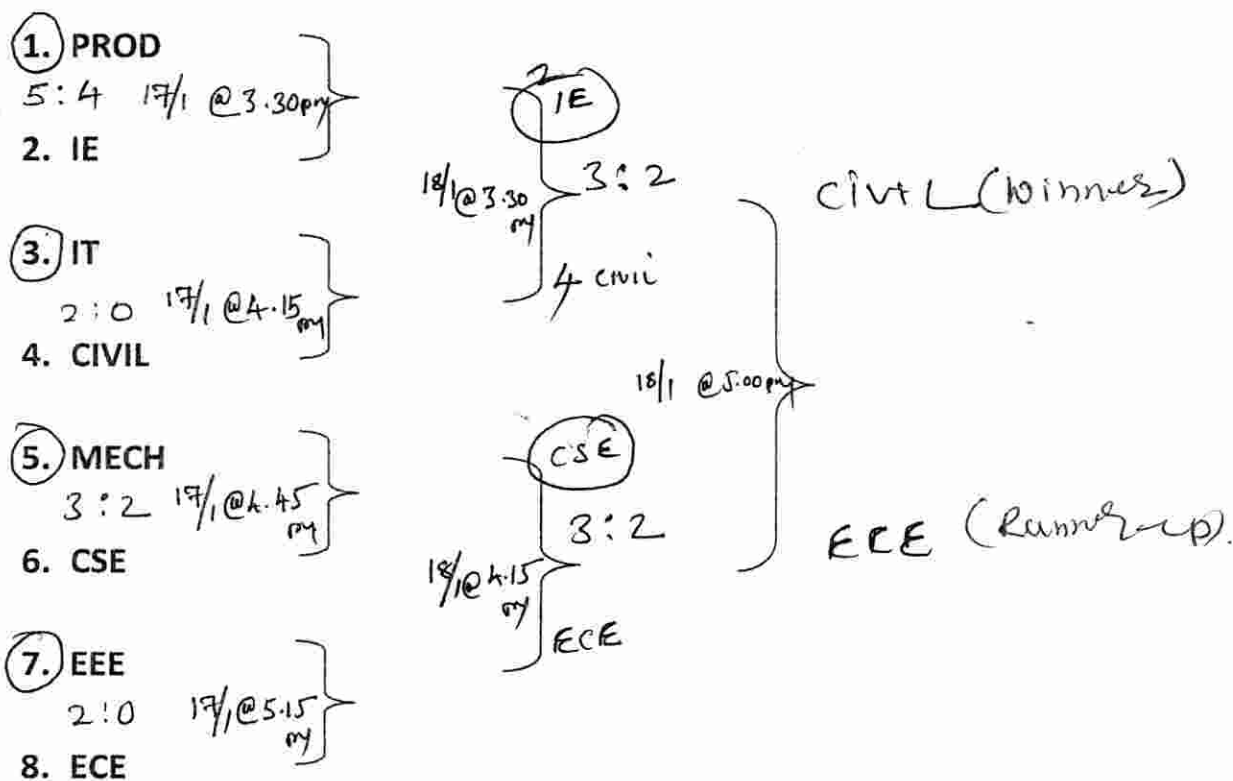 1. PROD
5:4 17/1 @ 3.30pm
2. IE
3. IT
2:0 17/1 @ 4.15 pm
4. CIVIL
5. MECH
3:2 17/1 @ 4.45 pm
6. CSE
7. EEE
2:0 17/1 @ 5.15 pm
8. ECE
2
IE
18/1 @ 3.30 pm
3:2
4 CIVIL
CSE
3:2
18/1 @ 4.15 pm
ECE
18/1 @ 5.00 pm
CIVIL (Winner)
ECE (Runner-up).